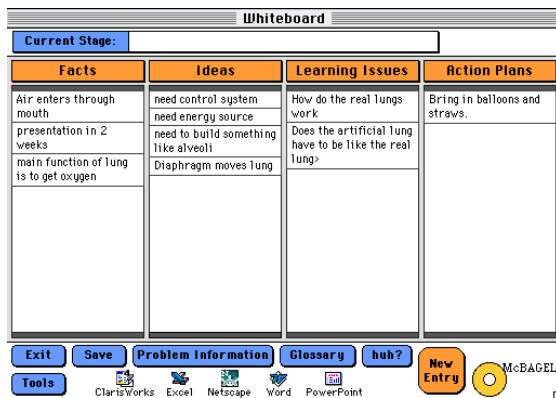 Whiteboard
Current Stage:
Facts
Ideas
Learning Issues
Action Plans
Air enters through
mouth
presentation in 2
weeks
main function of lung
is to get oxygen
need control system
need energy source
need to build something
like alveoli
Diaphragm moves lung
How do the real lungs
work
Does the artificial lung
have to be like the real
lung>
Bring in balloons and
straws.
Exit
Save
Problem Information
Glossary
huh?
New
Entry
McBAGEL
Tools
ClarisWorks
Excel
Netscape
Word
PowerPoint